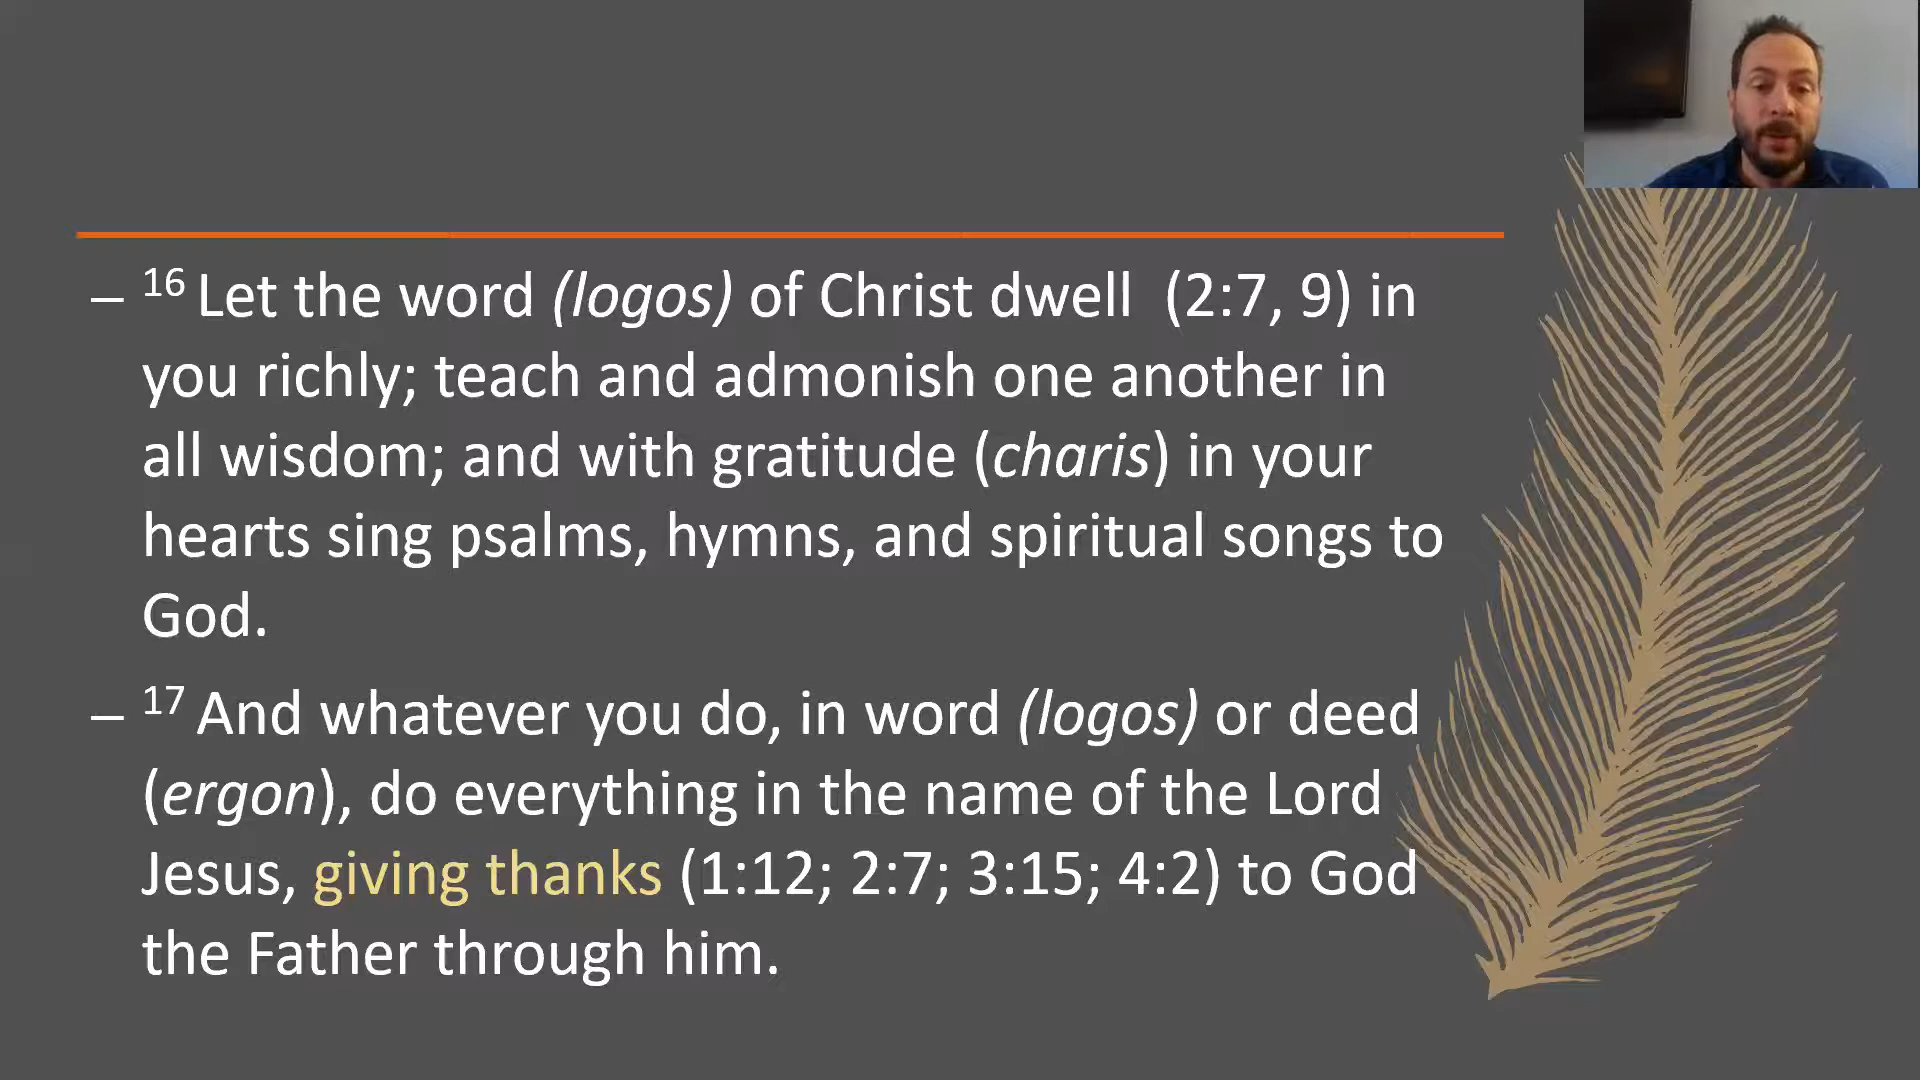 – 16 Let the word (logos) of Christ dwell  (2:7, 9) in
you richly; teach and admonish one another in
all wisdom; and with gratitude (charis) in your
hearts sing psalms, hymns, and spiritual songs to
God.
– 17 And whatever you do, in word (logos) or deed
(ergon), do everything in the name of the Lord
Jesus, giving thanks (1:12; 2:7; 3:15; 4:2) to God
the Father through him.